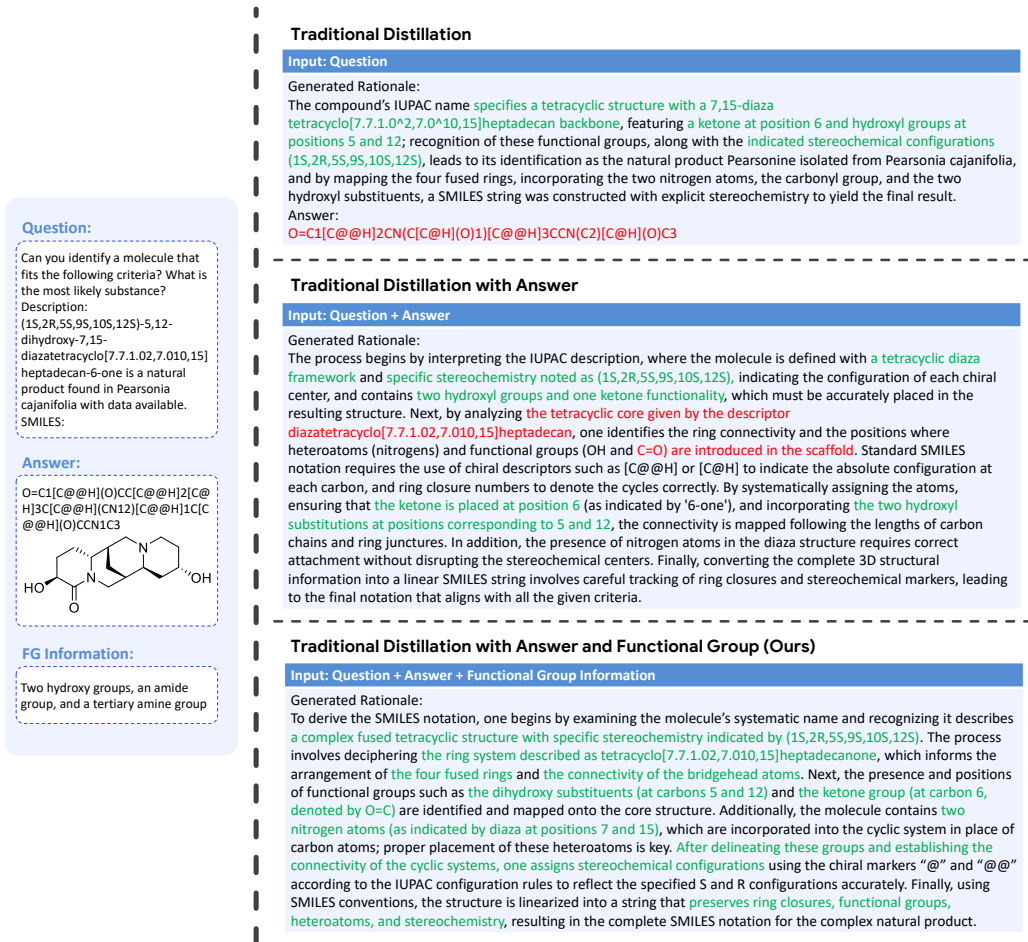 Question:
Can you identify a molecule that
fits the following criteria? What is
the most likely substance?
Description:
(1S,2R,5S,9S,10S,12S)-5,12-
dihydroxy-7,15-
diazatetracyclo[7.7.1.02,7.010,15]
heptadecan-6-one is a natural
product found in Pearsonia
cajanifolia with data available.
SMILES:
Answer:
O=C1[C@@H](O)CC[C@@H]2[C@
H]3C[C@@H](CN12)[C@@H]1C[C
@@H](O)CCN1C3
HO
N
O
N
OH
FG Information:
Two hydroxy groups, an amide
group, and a tertiary amine group
Traditional Distillation
Input: Question
Generated Rationale:
The compound's IUPAC name specifies a tetracyclic structure with a 7,15-diaza
tetracyclo[7.7.1.0^2,7.0^10,15]heptadecan backbone, featuring a ketone at position 6 and hydroxyl groups at
positions 5 and 12; recognition of these functional groups, along with the indicated stereochemical configurations
(1S,2R,5S,9S,10S,12S), leads to its identification as the natural product Pearsonine isolated from Pearsonia cajanifolia,
and by mapping the four fused rings, incorporating the two nitrogen atoms, the carbonyl group, and the two
hydroxyl substituents, a SMILES string was constructed with explicit stereochemistry to yield the final result.
Answer:
O=C1[C@@H]2CN(C[C@H](O)1)[C@@H]3CCN(C2)[C@H](O)C3
Traditional Distillation with Answer
Input: Question + Answer
Generated Rationale:
The process begins by interpreting the IUPAC description, where the molecule is defined with a tetracyclic diaza
framework and specific stereochemistry noted as (1S,2R,5S,9S,10S,12S), indicating the configuration of each chiral
center, and contains two hydroxyl groups and one ketone functionality, which must be accurately placed in the
resulting structure. Next, by analyzing the tetracyclic core given by the descriptor
diazatetracyclo[7.7.1.02,7.010,15]heptadecan, one identifies the ring connectivity and the positions where
heteroatoms (nitrogens) and functional groups (OH and C=O) are introduced in the scaffold. Standard SMILES
notation requires the use of chiral descriptors such as [C@@H] or [C@H] to indicate the absolute configuration at
each carbon, and ring closure numbers to denote the cycles correctly. By systematically assigning the atoms,
ensuring that the ketone is placed at position 6 (as indicated by '6-one'), and incorporating the two hydroxyl
substitutions at positions corresponding to 5 and 12, the connectivity is mapped following the lengths of carbon
chains and ring junctures. In addition, the presence of nitrogen atoms in the diaza structure requires correct
attachment without disrupting the stereochemical centers. Finally, converting the complete 3D structural
information into a linear SMILES string involves careful tracking of ring closures and stereochemical markers, leading
to the final notation that aligns with all the given criteria.
Traditional Distillation with Answer and Functional Group (Ours)
Input: Question + Answer + Functional Group Information
Generated Rationale:
To derive the SMILES notation, one begins by examining the molecule's systematic name and recognizing it describes
a complex fused tetracyclic structure with specific stereochemistry indicated by (1S,2R,5S,9S,10S,12S). The process
involves deciphering the ring system described as tetracyclo[7.7.1.02,7.010,15]heptadecanone, which informs the
arrangement of the four fused rings and the connectivity of the bridgehead atoms. Next, the presence and positions
of functional groups such as the dihydroxy substituents (at carbons 5 and 12) and the ketone group (at carbon 6,
denoted by O=C) are identified and mapped onto the core structure. Additionally, the molecule contains two
nitrogen atoms (as indicated by diaza at positions 7 and 15), which are incorporated into the cyclic system in place of
carbon atoms; proper placement of these heteroatoms is key. After delineating these groups and establishing the
connectivity of the cyclic systems, one assigns stereochemical configurations using the chiral markers "@" and "@@"
according to the IUPAC configuration rules to reflect the specified S and R configurations accurately. Finally, using
SMILES conventions, the structure is linearized into a string that preserves ring closures, functional groups,
heteroatoms, and stereochemistry, resulting in the complete SMILES notation for the complex natural product.